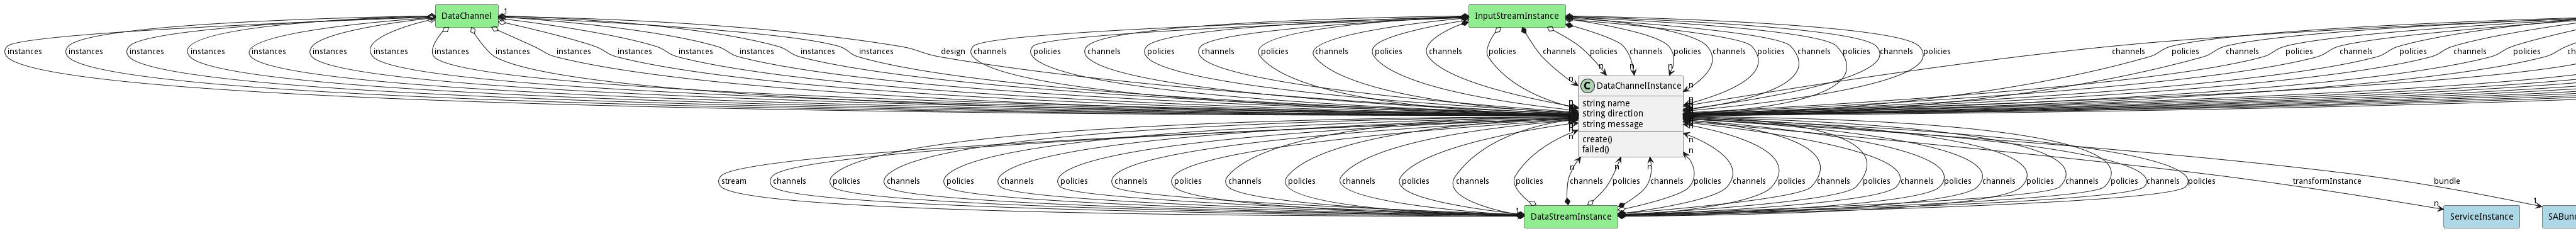 DataChannel 1 InputStreamInstance
instances instances instances instances instances instances instances instances instances instances instances instances instances instances instances design channels policies channels policies channels policies channels policies channels policies channels policies channels policies channels policies channels policies channels policies channels policies channels policies channels policies channels policies
n n n
n n
C DataChannelInstance
string name
string direction
string message
create()
failed()
n n
n n n n n
stream channels policies channels policies channels policies channels policies channels policies channels policies channels policies channels policies channels policies channels policies channels policies channels policies channels policies channels policies channels policies transformInstance bundle
1 DataStreamInstance n ServiceInstance 1